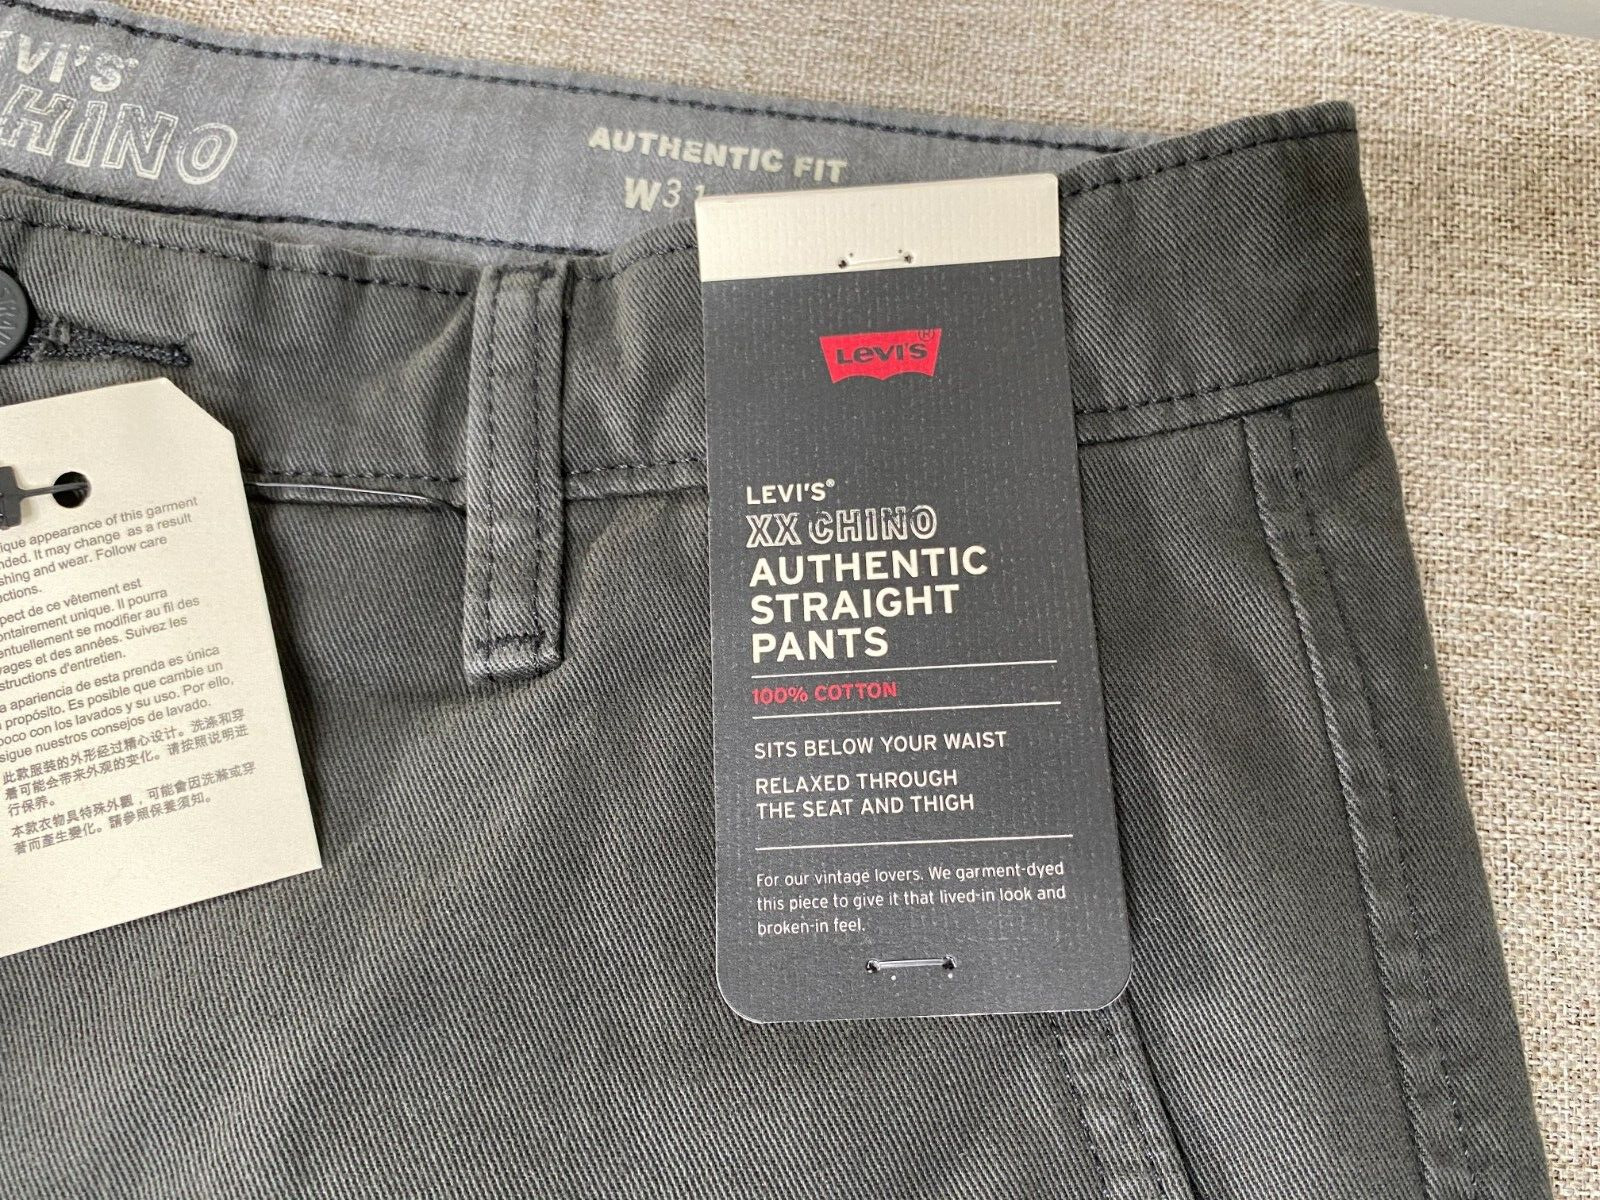 VI'S
HINO
AUTHENTIC FIT
W31
Levi's®
LEVI'S®
XX CHINO
AUTHENTIC
STRAIGHT
PANTS
100% COTTON
SITS BELOW YOUR WAIST
RELAXED THROUGH
THE SEAT AND THIGH
For our vintage lovers. We garment-dyed
this piece to give it that lived-in look and
broken-in feel.
ique appearance of this garment
nded. It may change as a result
shing and wear. Follow care
uctions.
pect de ce vêtement est
ontairement unique. Il pourra
entuellement se modifier au fil des
vages et des années. Suivez les
structions d'entretien.
a apariencia de esta prenda es única
propósito. Es posible que cambie un
poco con los lavados y su uso. Por ello,
sigue nuestros consejos de lavado.
此款服装的外形经过精心设计。洗涤和穿
着可能会带来外观的变化。请按照说明进
行保养。
本款衣物具特殊外觀，可能會因洗滌或穿
著而產生變化。請參照保養須知。